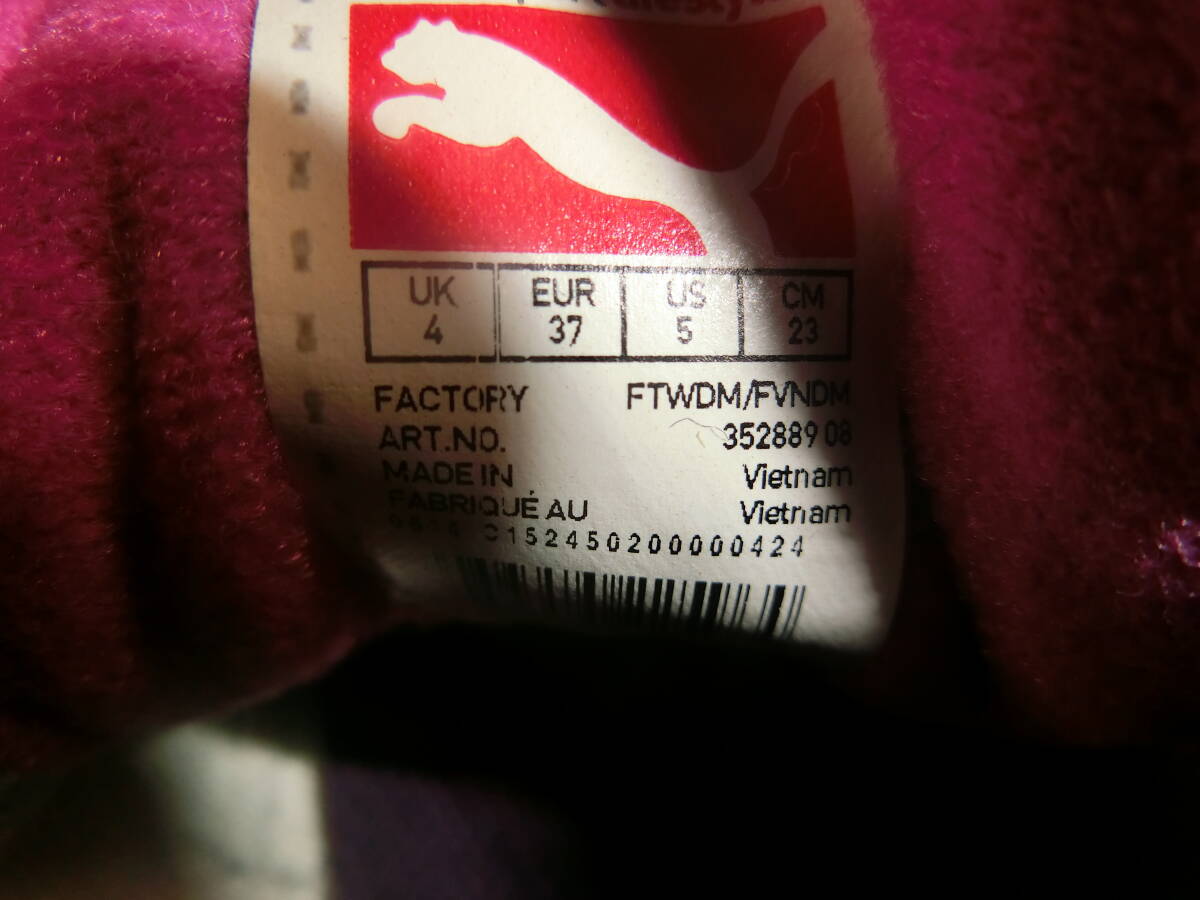 UK EUR US CM
4 37 5 23
FACTORY FTWDM/FVNDM
ART.NO. 352889 08
MADE IN Vietnam
FABRIQUÉ AU Vietnam
0152450200000424